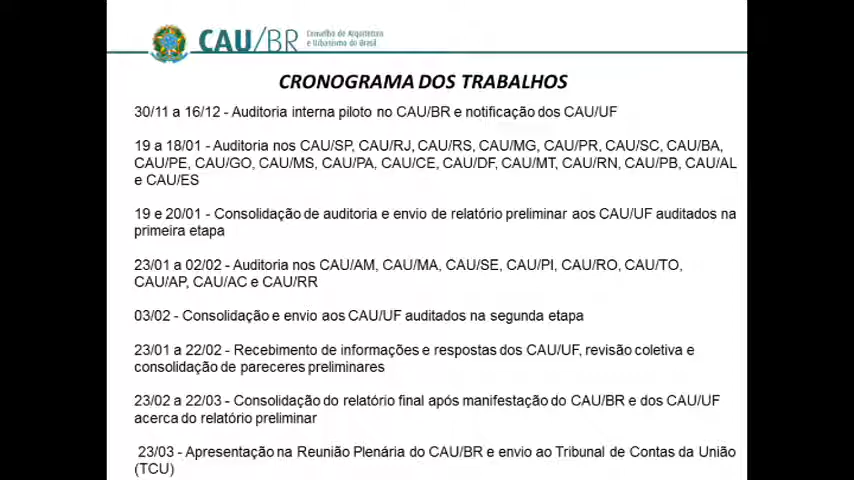 CAU/BR
Conselho de Arquitetura
e Urbanismo do Brasil
CRONOGRAMA DOS TRABALHOS
30/11 a 16/12 - Auditoria interna piloto no CAU/BR e notificação dos CAU/UF
19 a 18/01 - Auditoria nos CAU/SP, CAU/RJ, CAU/RS, CAU/MG, CAU/PR, CAU/SC, CAU/BA,
CAU/PE, CAU/GO, CAU/MS, CAU/PA, CAU/CE, CAU/DF, CAU/MT, CAU/RN, CAU/PB, CAU/AL
e CAU/ES
19 e 20/01 - Consolidação de auditoria e envio de relatório preliminar aos CAU/UF auditados na
primeira etapa
23/01 a 02/02 - Auditoria nos CAU/AM, CAU/MA, CAU/SE, CAU/PI, CAU/RO, CAU/TO,
CAU/AP, CAU/AC e CAU/RR
03/02 - Consolidação e envio aos CAU/UF auditados na segunda etapa
23/01 a 22/02 - Recebimento de informações e respostas dos CAU/UF, revisão coletiva e
consolidação de pareceres preliminares
23/02 a 22/03 - Consolidação do relatório final após manifestação do CAU/BR e dos CAU/UF
acerca do relatório preliminar
23/03 - Apresentação na Reunião Plenária do CAU/BR e envio ao Tribunal de Contas da União
(TCU)